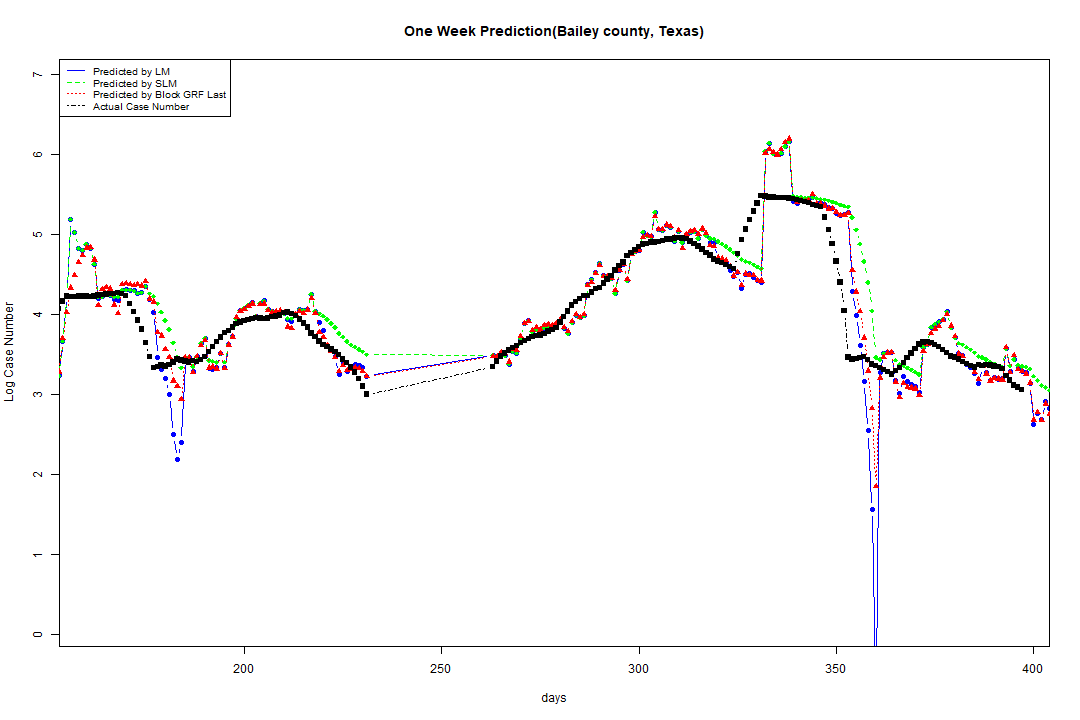 One Week Prediction(Bailey county, Texas)
Predicted by LM
Predicted by SLM
Predicted by Block GRF Last
Actual Case Number
Log Case Number
7
6
5
4
3
2
1
0
200 250 300 350 400
days